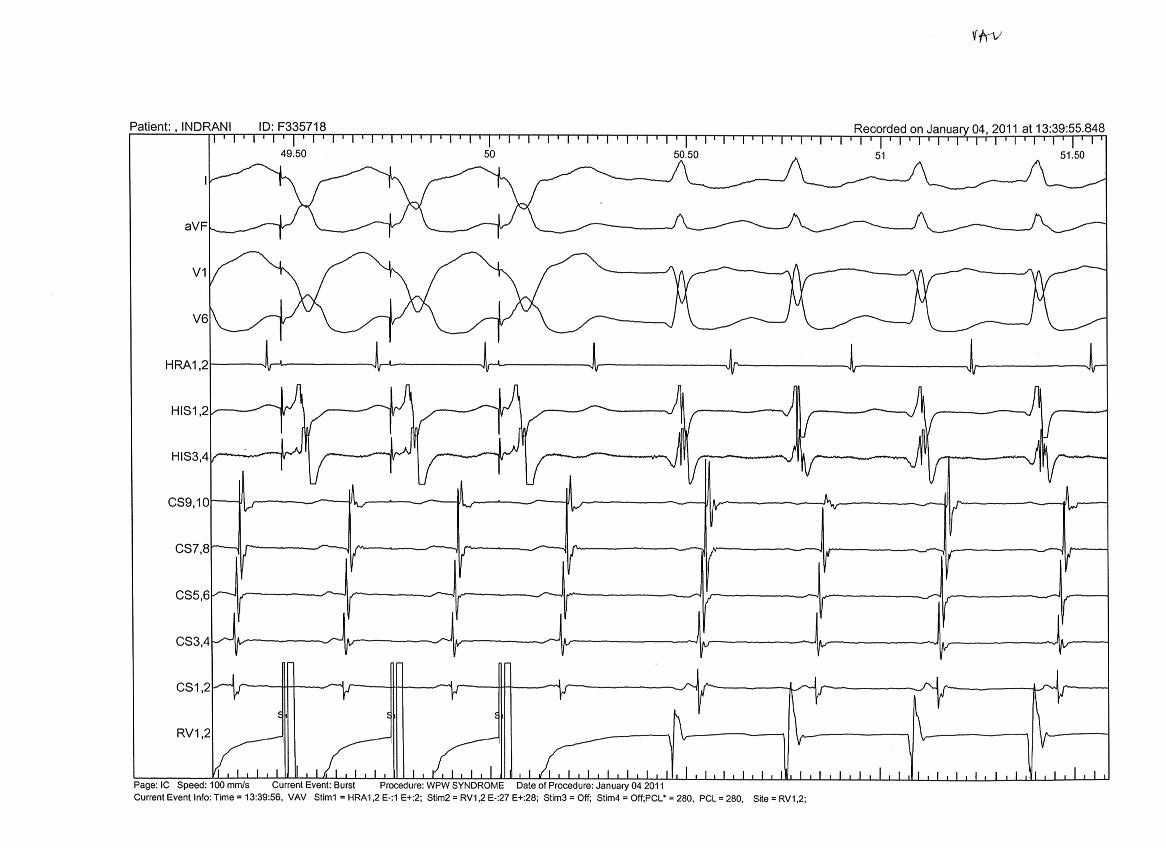 VAV
Patient: , INDRANI ID: F335718
Recorded on January 04, 2011 at 13:39:55.848
49.50 50 50.50 51 51.50
I
aVF
V1
V6
HRA1,2
HIS1,2
HIS3,4
CS9,10
CS7,8
CS5,6
CS3,4
CS1,2
S S S
RV1,2
Page: IC Speed: 100 mm/s Current Event: Burst Procedure: WPW SYNDROME Date of Procedure: January 04 2011
Current Event Info: Time = 13:39:56, VAV Stim1 = HRA1,2 E-:1 E+:2; Stim2 = RV1,2 E-:27 E+:28; Stim3 = Off; Stim4 = Off;PCL* = 280, PCL = 280, Site = RV1,2;